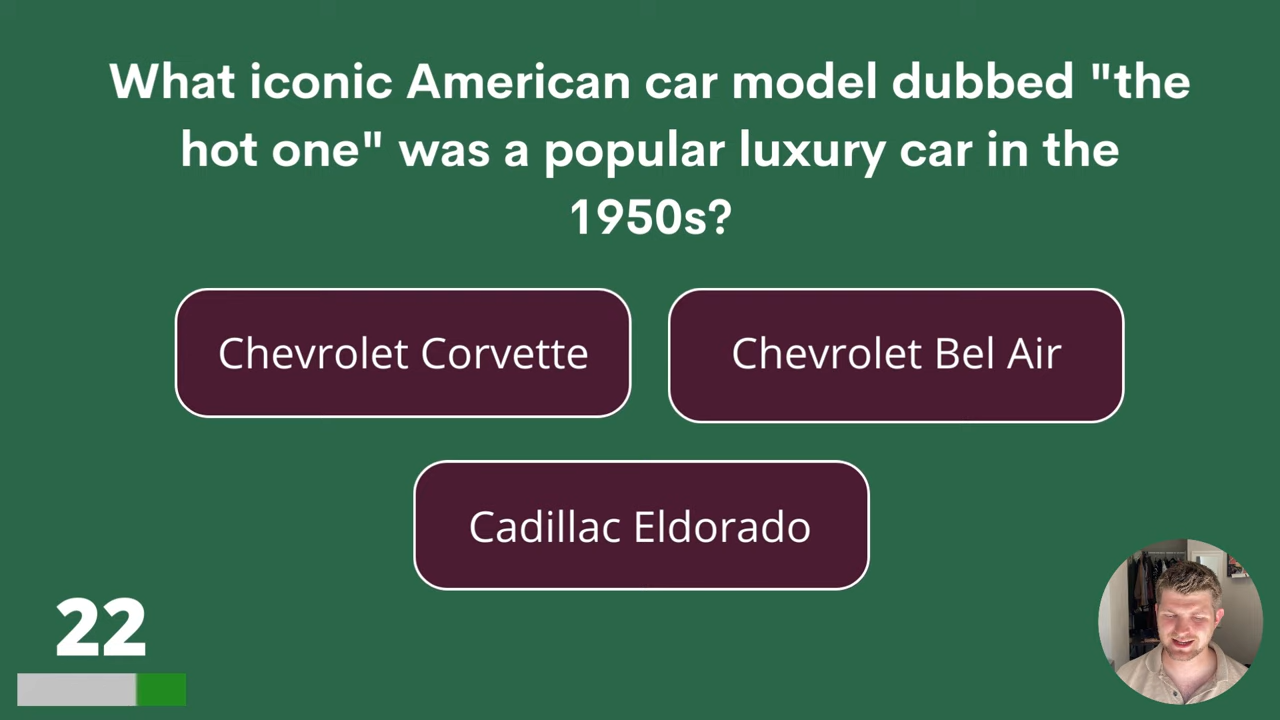 What iconic American car model dubbed "the
hot one" was a popular luxury car in the
1950s?
Chevrolet Corvette
Chevrolet Bel Air
Cadillac Eldorado
22